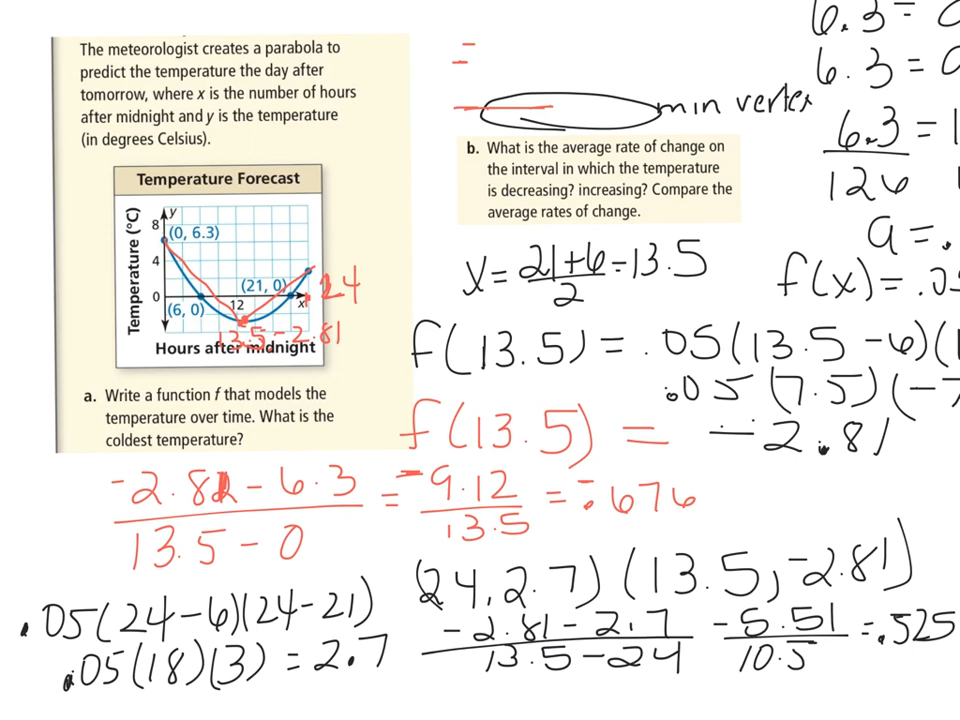 The meteorologist creates a parabola to
predict the temperature the day after
tomorrow, where x is the number of hours
after midnight and y is the temperature
(in degrees Celsius).
Temperature Forecast
Temperature (°C)
y
8
4
0
(0, 6.3)
(6, 0)
(21, 0)
12
x
24
13.5 -2.81
Hours after midnight
a. Write a function f that models the
temperature over time. What is the
coldest temperature?
=
min vertex
b. What is the average rate of change on
the interval in which the temperature
is decreasing? increasing? Compare the
average rates of change.
6.3 =
6.3 =
6.3 = 1
126
a = .
f(x) = .05
x = 21+6 = 13.5
2
f(13.5) = .05(13.5 - 6)(1
.05(7.5)(-7
-2.81
f(13.5) =
-2.81 - 6.3 = -9.12 = -.676
13.5 - 0 13.5
.05(24-6)(24-21)
.05(18)(3) = 2.7
(24, 2.7) (13.5, -2.81)
-2.81 - 2.7 -5.51 = .525
13.5 - 24 10.5